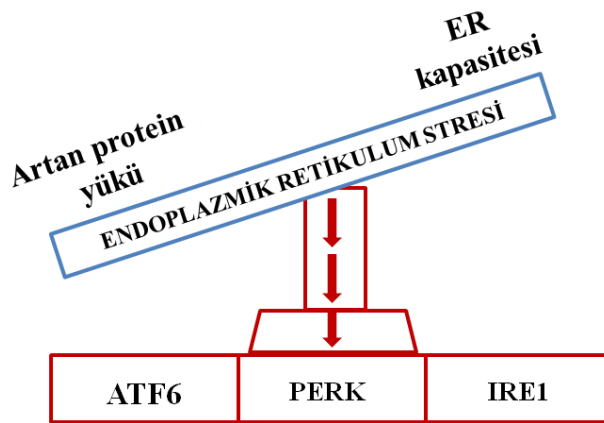 ER
kapasitesi
Artan protein
yükü
ENDOPLAZMİK RETİKULUM STRESİ
ATF6
PERK
IRE1